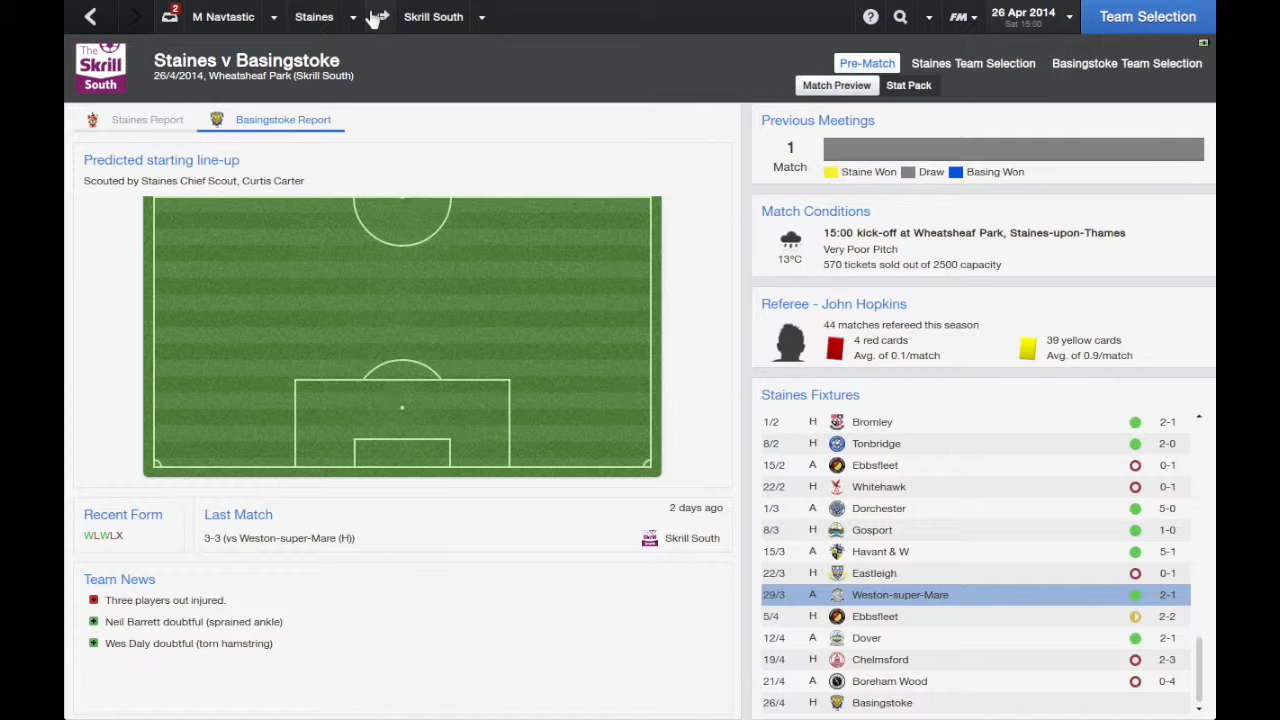 2
M Navtastic
Staines
Skrill South
FM
26 Apr 2014
Sat 15:00
Team Selection
The
Skrill
South
Staines v Basingstoke
26/4/2014, Wheatsheaf Park (Skrill South)
Pre-Match
Staines Team Selection
Basingstoke Team Selection
Match Preview
Stat Pack
Staines Report
Basingstoke Report
Predicted starting line-up
Scouted by Staines Chief Scout, Curtis Carter
Recent Form
WLWLX
Last Match
2 days ago
3-3 (vs Weston-super-Mare (H))
Skrill South
Team News
Three players out injured.
Neil Barrett doubtful (sprained ankle)
Wes Daly doubtful (torn hamstring)
Previous Meetings
1
Match
Staine Won
Draw
Basing Won
Match Conditions
13°C
15:00 kick-off at Wheatsheaf Park, Staines-upon-Thames
Very Poor Pitch
570 tickets sold out of 2500 capacity
Referee - John Hopkins
44 matches refereed this season
4 red cards
Avg. of 0.1/match
39 yellow cards
Avg. of 0.9/match
Staines Fixtures
1/2 H Bromley 2-1
8/2 H Tonbridge 2-0
15/2 A Ebbsfleet 0-1
22/2 H Whitehawk 0-1
1/3 A Dorchester 5-0
8/3 H Gosport 1-0
15/3 A Havant & W 5-1
22/3 H Eastleigh 0-1
29/3 A Weston-super-Mare 2-1
5/4 H Ebbsfleet 2-2
12/4 A Dover 2-1
19/4 H Chelmsford 2-3
21/4 A Boreham Wood 0-4
26/4 H Basingstoke